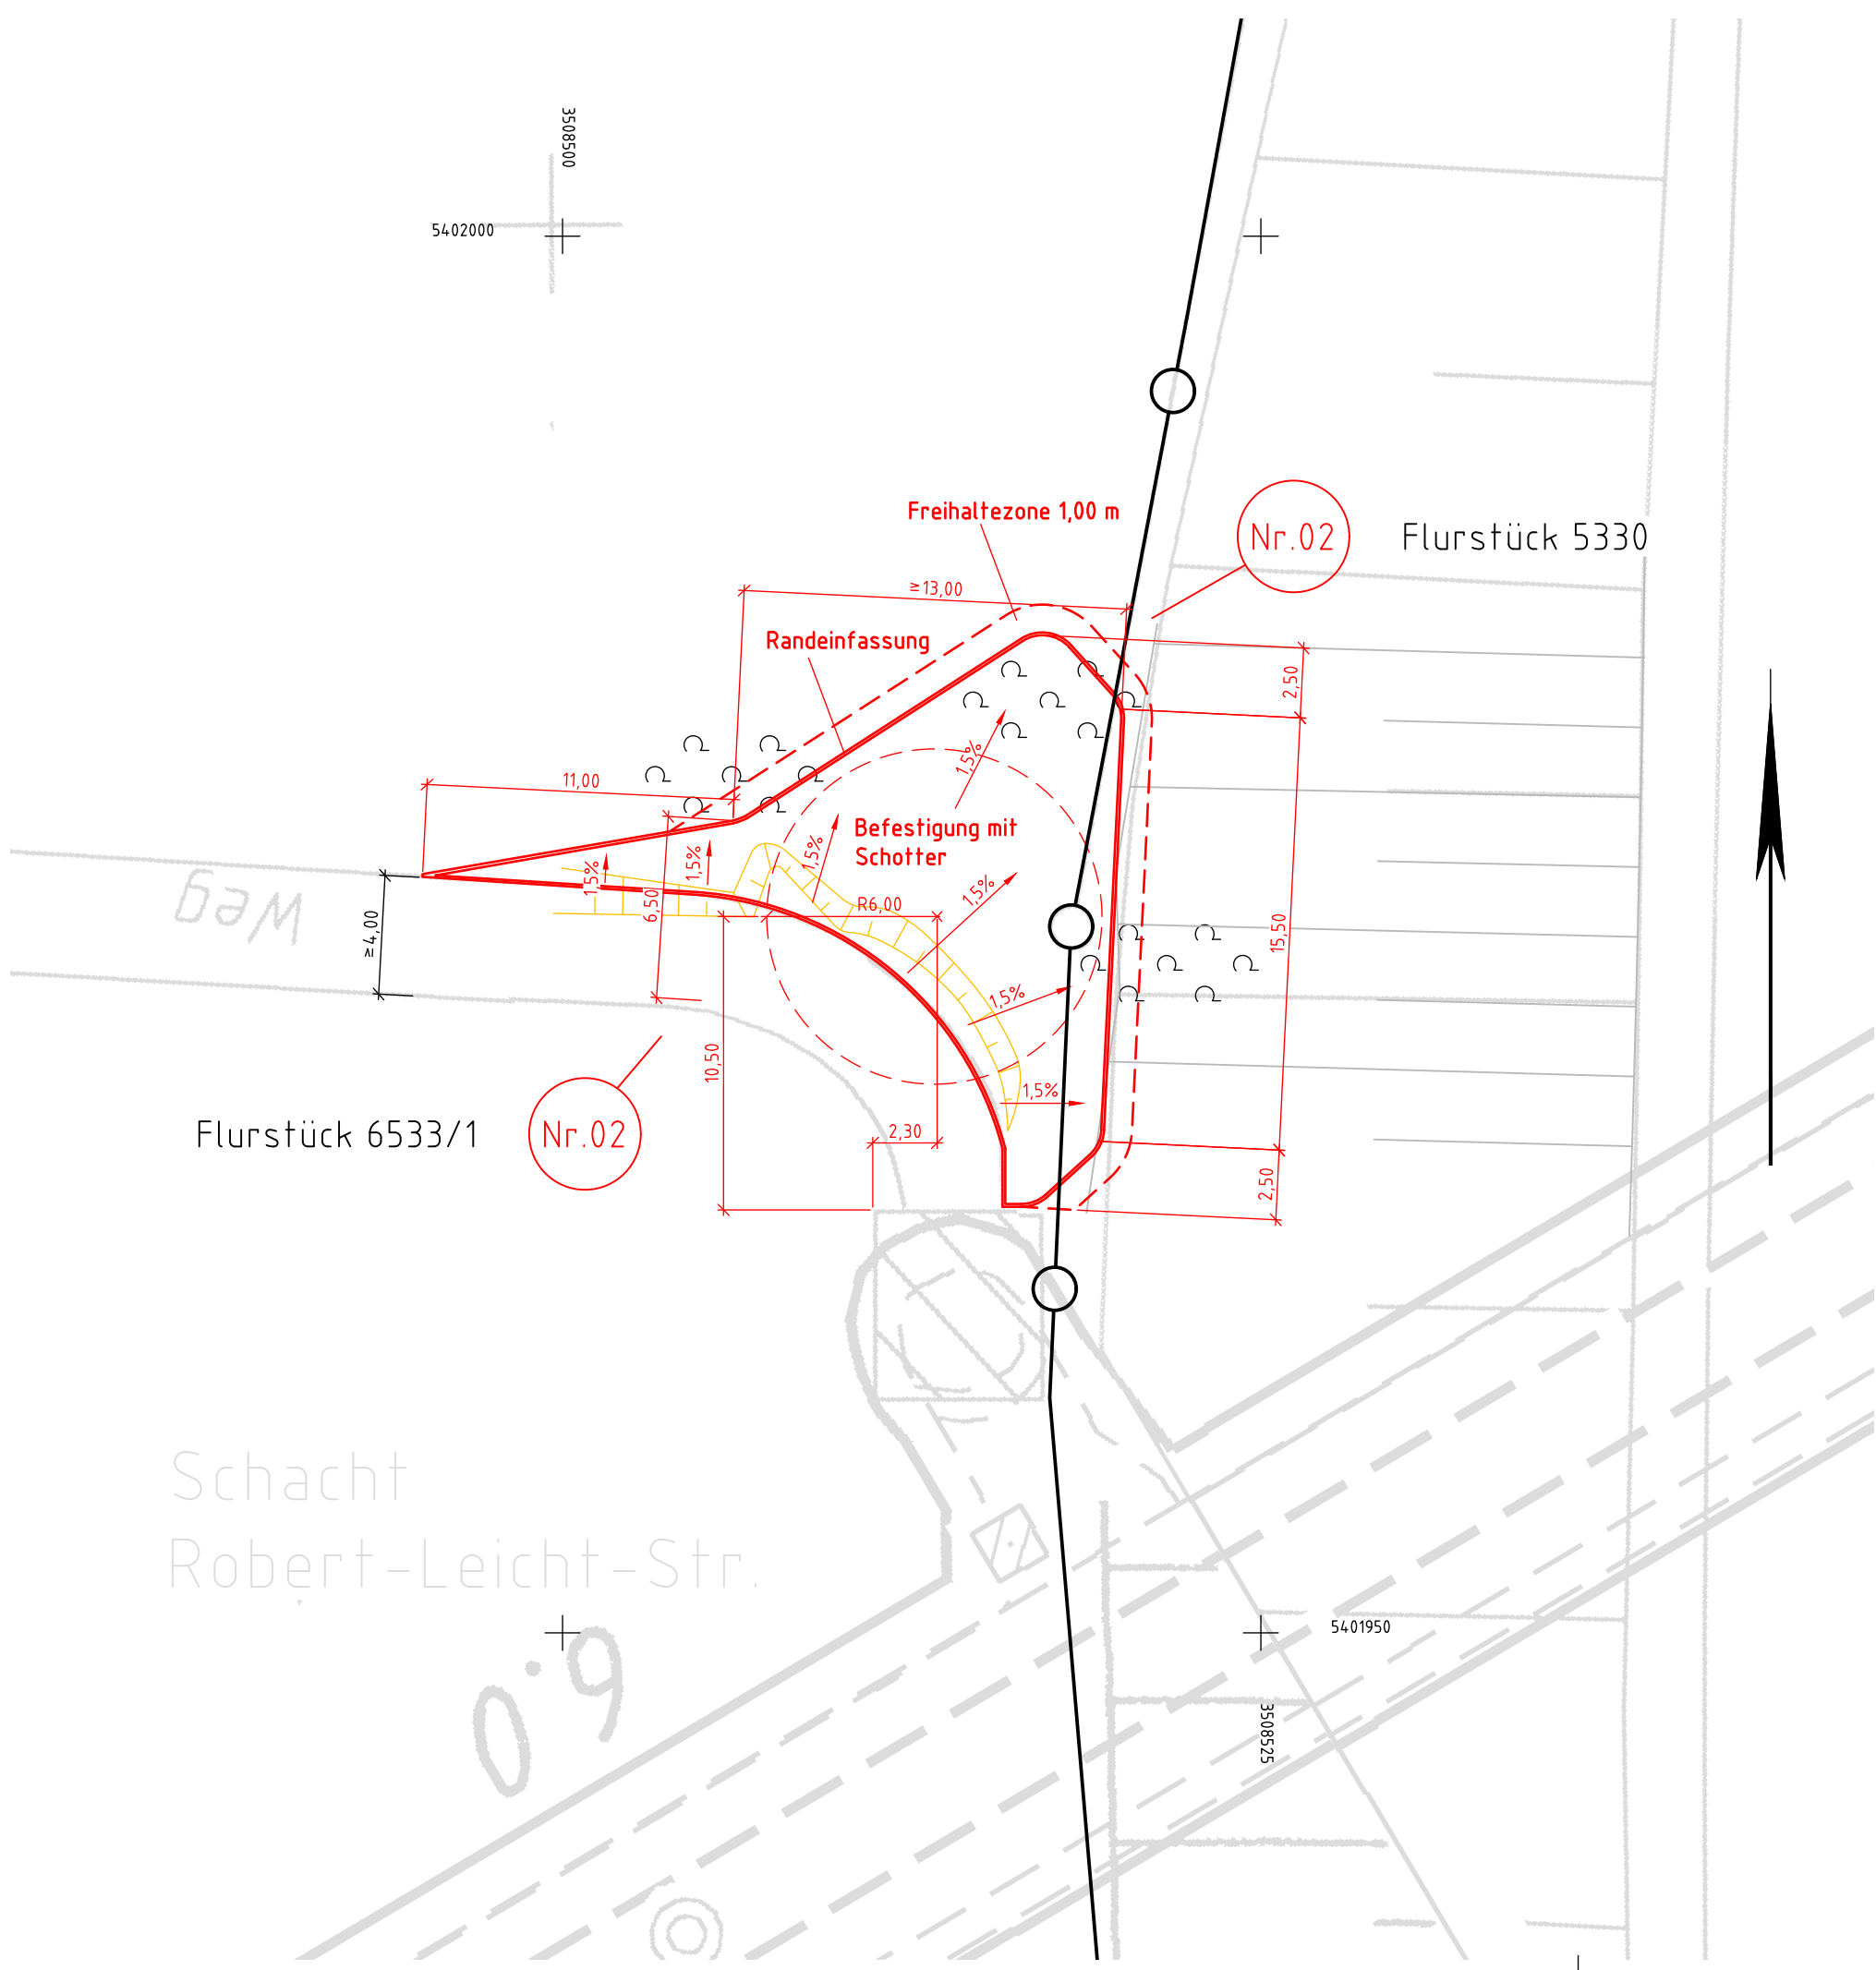 3508500
5402000
Freihaltezone 1,00 m
Nr.02
Flurstück 5330
≥13,00
Randeinfassung
2,50
1,5%
11,00
Befestigung mit
Schotter
1,5%
1,5%
1,5%
6,50
R6,00
1,5%
Weg
≥4,00
15,50
1,5%
10,50
1,5%
2,30
Flurstück 6533/1
Nr.02
2,50
Schacht
Robert-Leicht-Str.
5401950
6.0
3508525